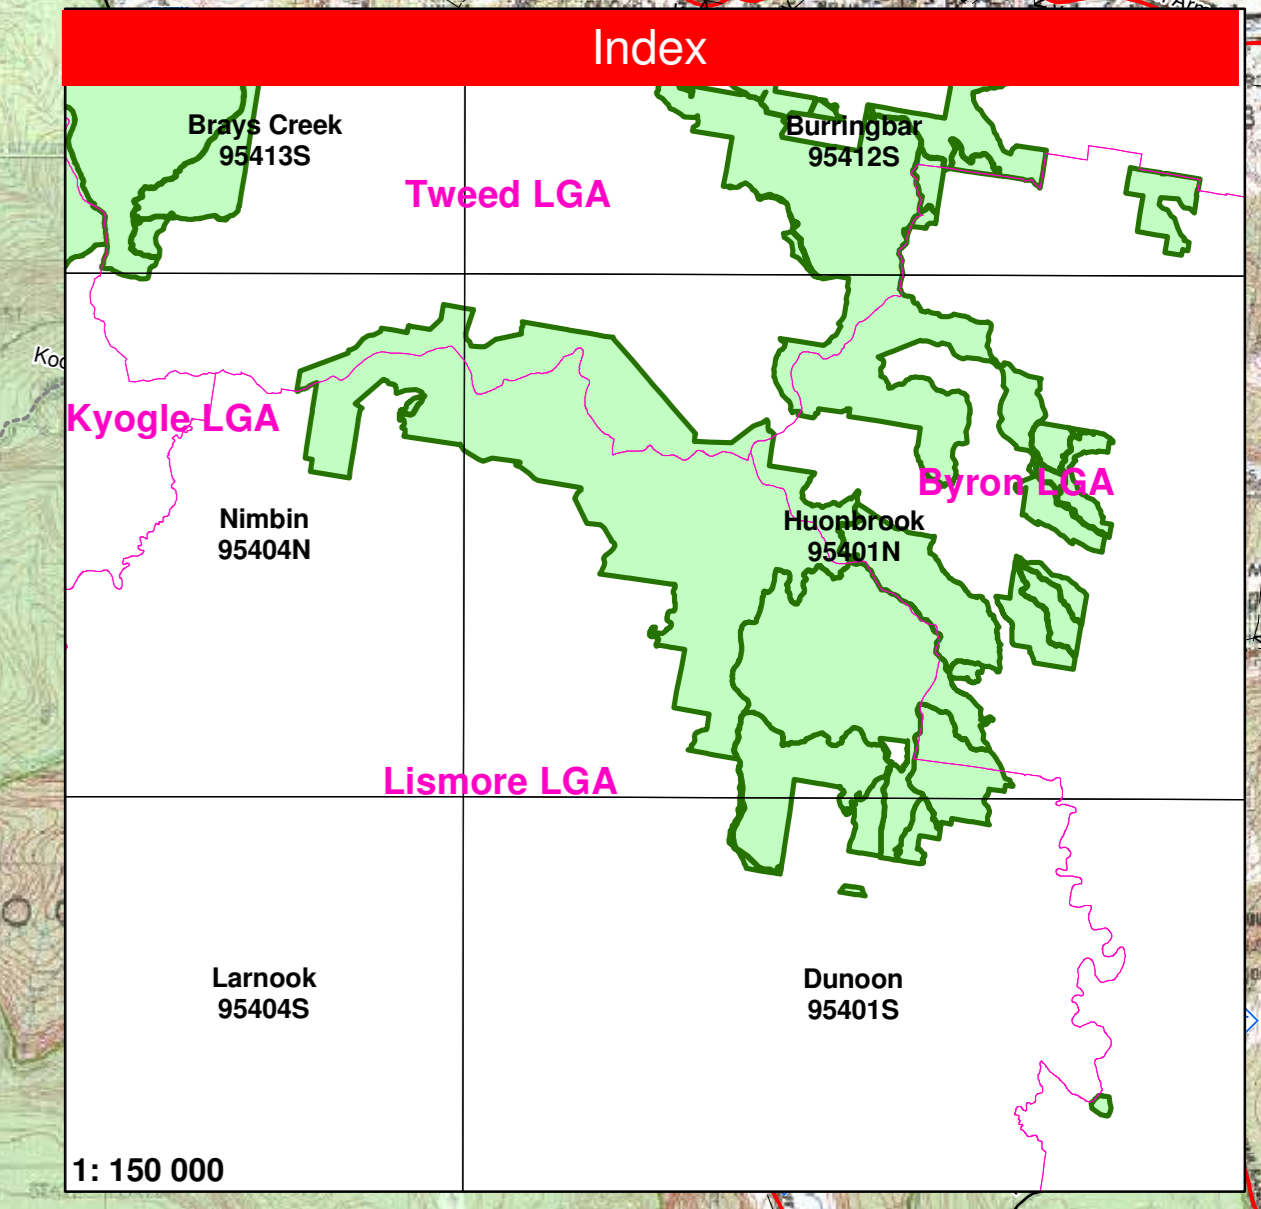 Index
Brays Creek
95413S
Burringbar
95412S
Tweed LGA
Koo
Kyogle LGA
Byron LGA
Nimbin
95404N
Huonbrook
95401N
Lismore LGA
Larnook
95404S
Dunoon
95401S
1: 150 000